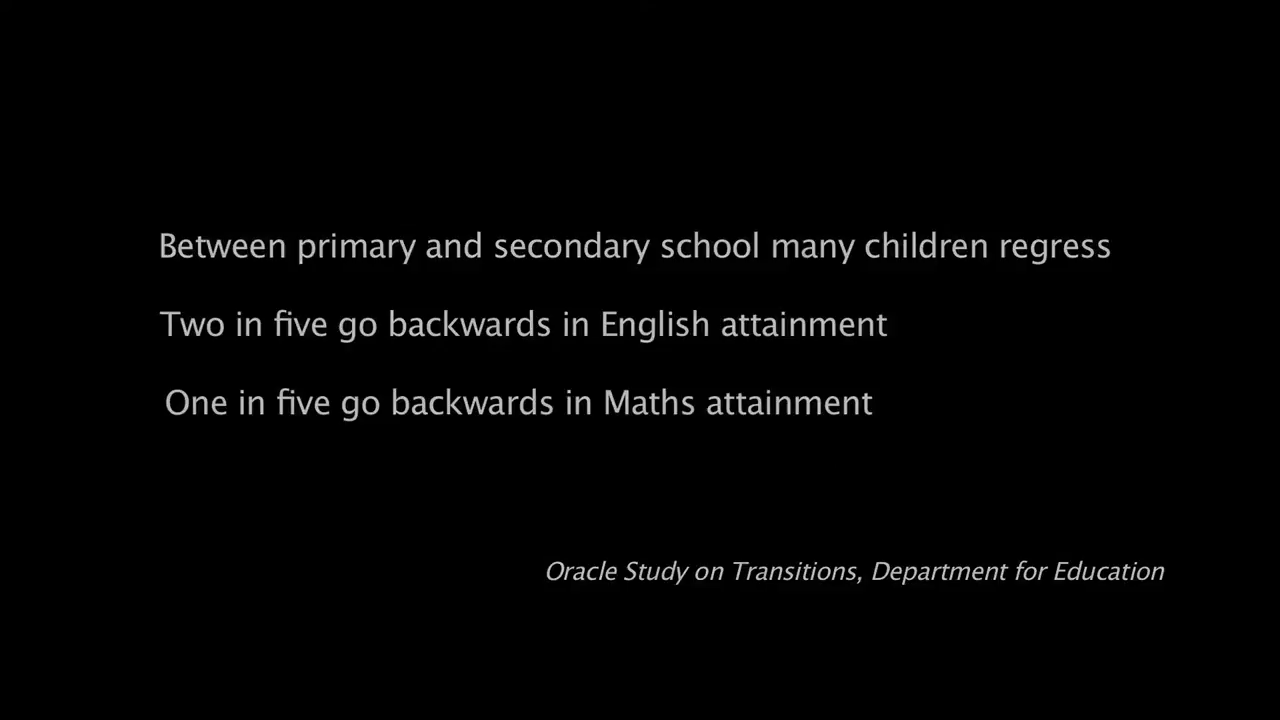 Between primary and secondary school many children regress
Two in five go backwards in English attainment
One in five go backwards in Maths attainment
Oracle Study on Transitions, Department for Education